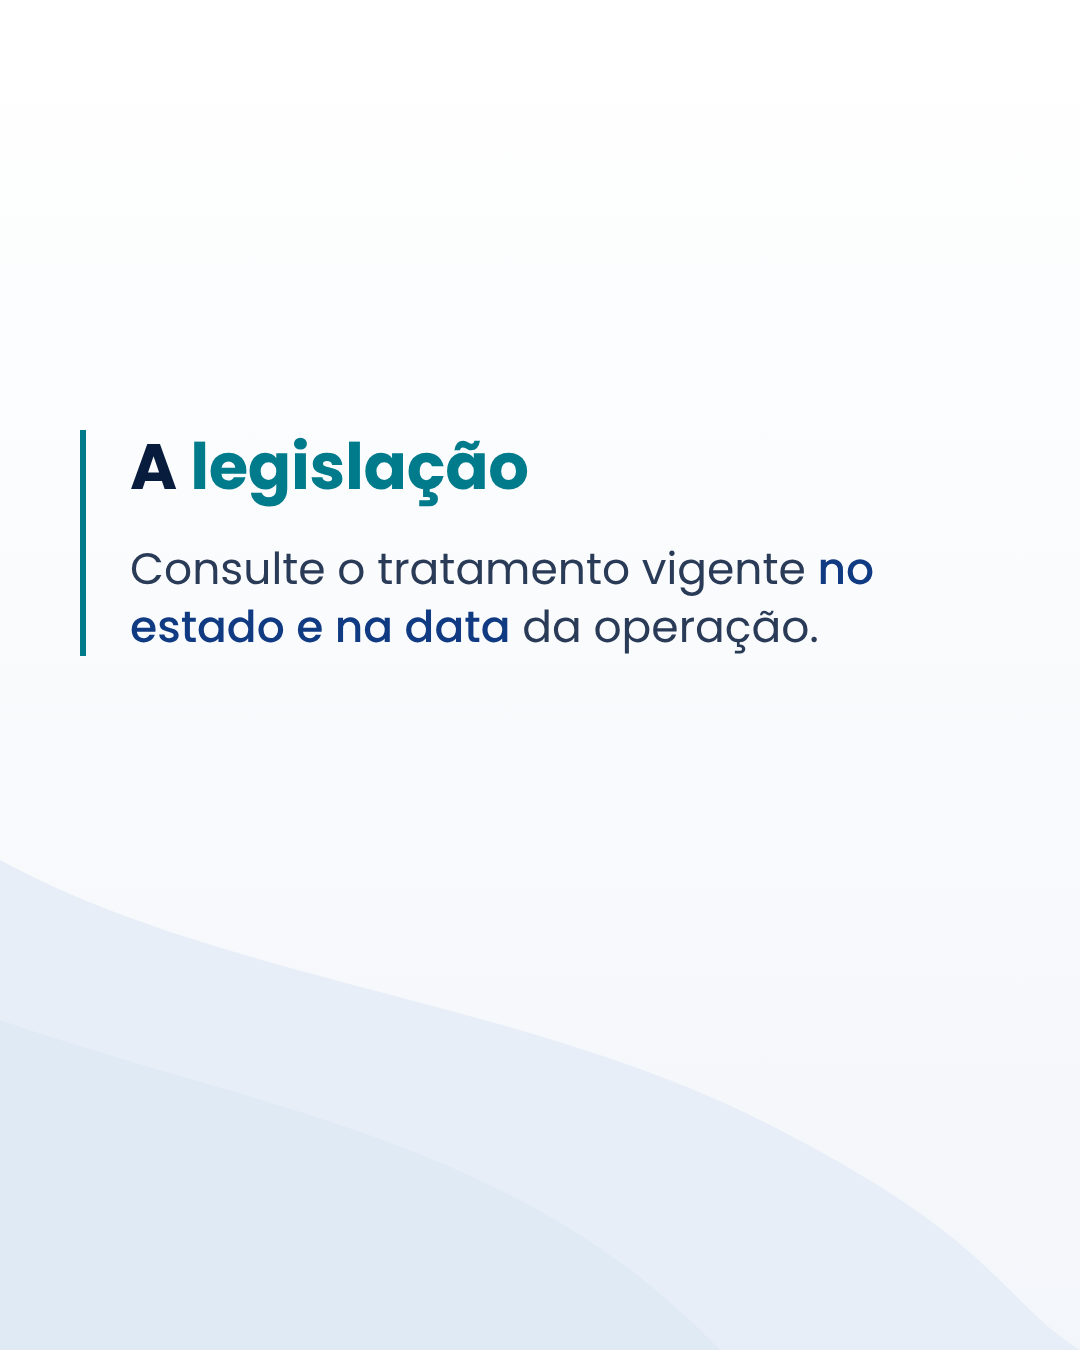 A legislação
Consulte o tratamento vigente no
estado e na data da operação.